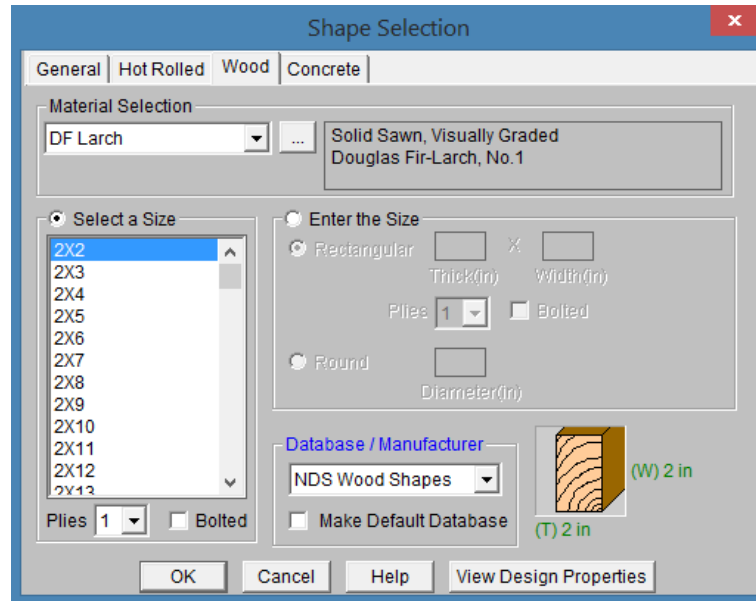 Shape Selection
x
General
Hot Rolled
Wood
Concrete
Material Selection
DF Larch
...
Solid Sawn, Visually Graded
Douglas Fir-Larch, No.1
Select a Size
2X2
2X3
2X4
2X5
2X6
2X7
2X8
2X9
2X10
2X11
2X12
2X13
Plies 1
Bolted
Enter the Size
Rectangular
X
Thick(in)
Width(in)
Plies 1
Bolted
Round
Diameter(in)
Database / Manufacturer
NDS Wood Shapes
Make Default Database
(W) 2 in
(T) 2 in
OK
Cancel
Help
View Design Properties